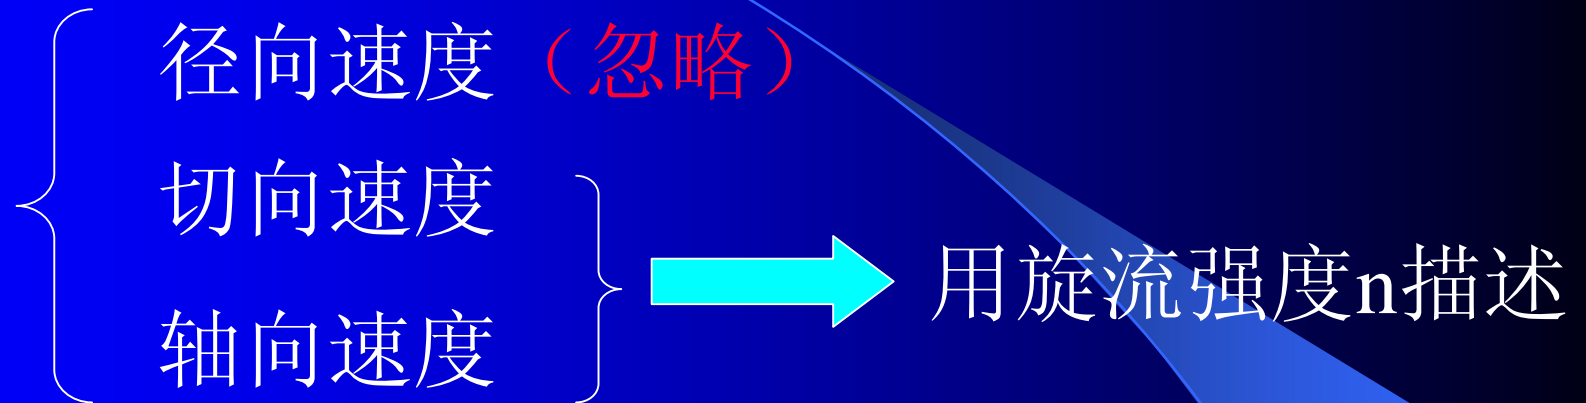 径向速度（忽略）
切向速度
用旋流强度n描述
轴向速度